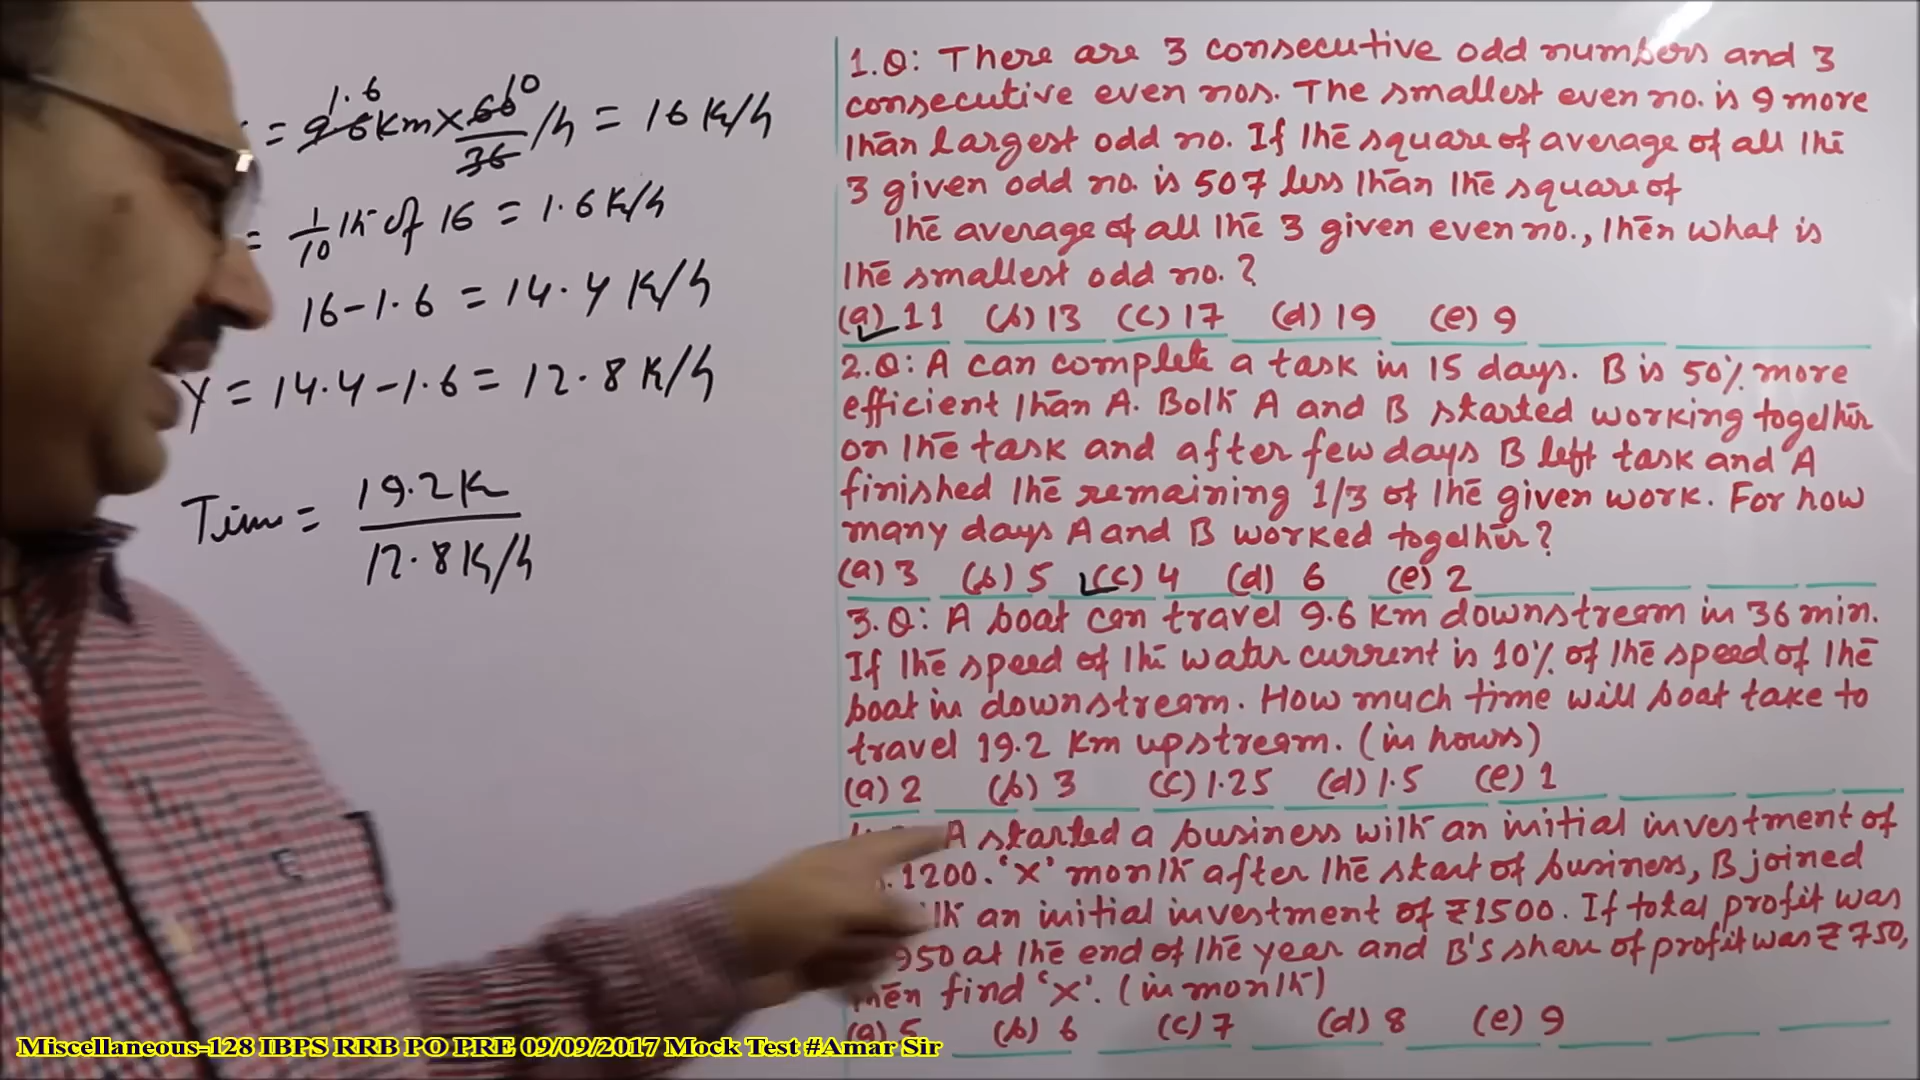 = 9.6Km×60/36/h = 16 K/h
1.6
10
= 1/10 th of 16 = 1.6 K/h
16-1.6 = 14.4 K/h
Y = 14.4-1.6 = 12.8 K/h
Tim = 19.2K / 12.8K/h
1.Q: There are 3 consecutive odd numbers and 3
consecutive even nos. The smallest even no. is 9 more
than largest odd no. If the square of average of all the
3 given odd no. is 507 less than the square of
the average of all the 3 given even no., then what is
the smallest odd no.?
(a) 11 (b) 13 (c) 17 (d) 19 (e) 9
2.Q: A can complete a task in 15 days. B is 50% more
efficient than A. Both A and B started working together
on the task and after few days B left task and A
finished the remaining 1/3 of the given work. For how
many days A and B worked together?
(a) 3 (b) 5 (c) 4 (d) 6 (e) 2
3.Q: A boat can travel 9.6 Km downstream in 36 min.
If the speed of the water current is 10% of the speed of the
boat in downstream. How much time will boat take to
travel 19.2 Km upstream. (in hours)
(a) 2 (b) 3 (c) 1.25 (d) 1.5 (e) 1
A started a business with an initial investment of
1200. 'x' month after the start of business, B joined
an initial investment of ₹1500. If total profit was
950 at the end of the year and B's share of profit was ₹750,
then find 'x'. (in month)
(a) 5 (b) 6 (c) 7 (d) 8 (e) 9
Miscellaneous-128 IBPS RRB PO PRE 09/09/2017 Mock Test #Amar Sir